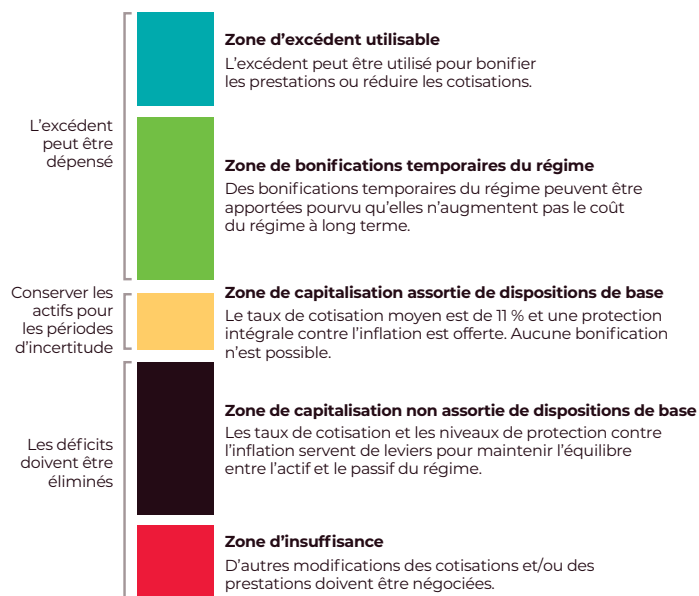 Zone d'excédent utilisable
L'excédent peut être utilisé pour bonifier
les prestations ou réduire les cotisations.
L'excédent
peut être
dépensé
Zone de bonifications temporaires du régime
Des bonifications temporaires du régime peuvent être
apportées pourvu qu'elles n'augmentent pas le coût
du régime à long terme.
Conserver les
actifs pour
les périodes
d'incertitude
Zone de capitalisation assortie de dispositions de base
Le taux de cotisation moyen est de 11 % et une protection
intégrale contre l'inflation est offerte. Aucune bonification
n'est possible.
Zone de capitalisation non assortie de dispositions de base
Les taux de cotisation et les niveaux de protection contre
l'inflation servent de leviers pour maintenir l'équilibre
entre l'actif et le passif du régime.
Les déficits
doivent être
éliminés
Zone d'insuffisance
D'autres modifications des cotisations et/ou des
prestations doivent être négociées.